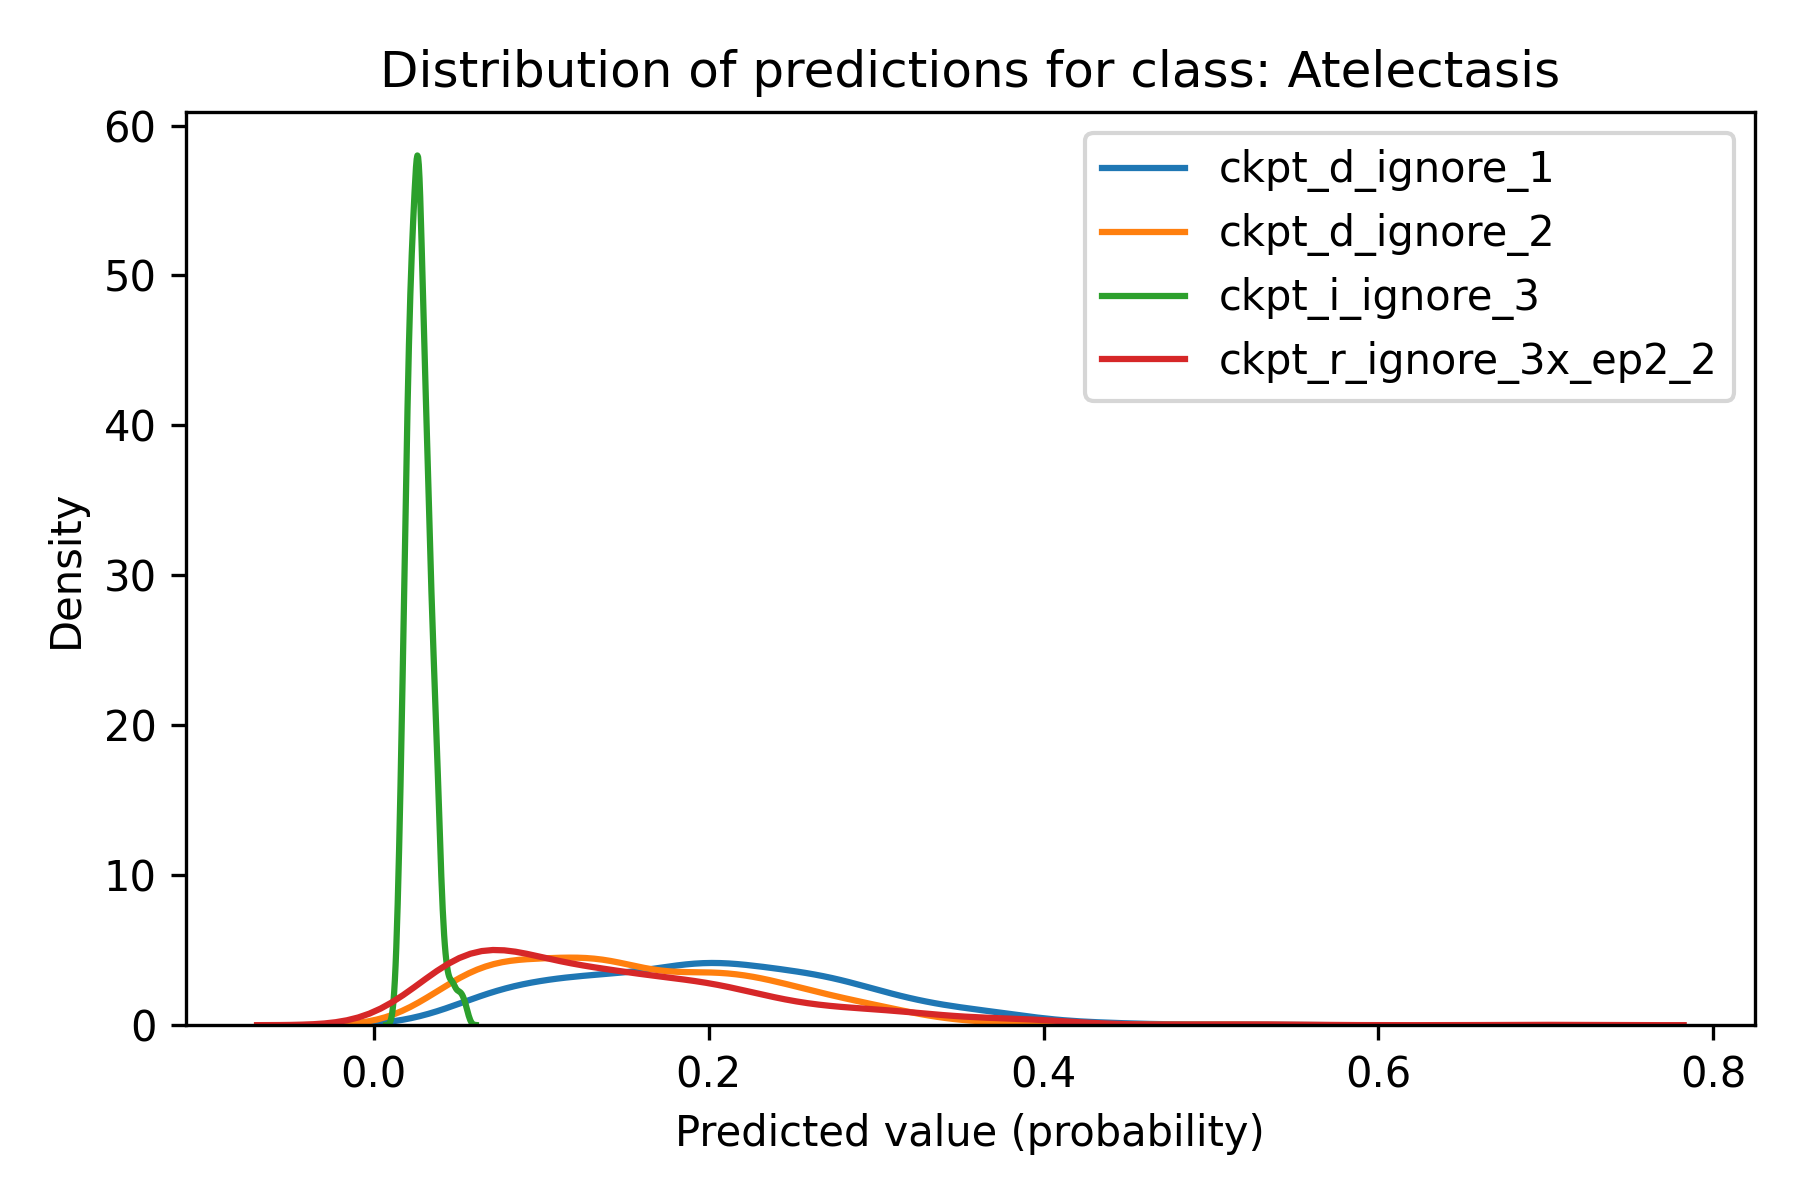 Distribution of predictions for class: Atelectasis
60
50
40
30
20
10
0
Density
ckpt_d_ignore_1
ckpt_d_ignore_2
ckpt_i_ignore_3
ckpt_r_ignore_3x_ep2_2
0.0 0.2 0.4 0.6 0.8
Predicted value (probability)